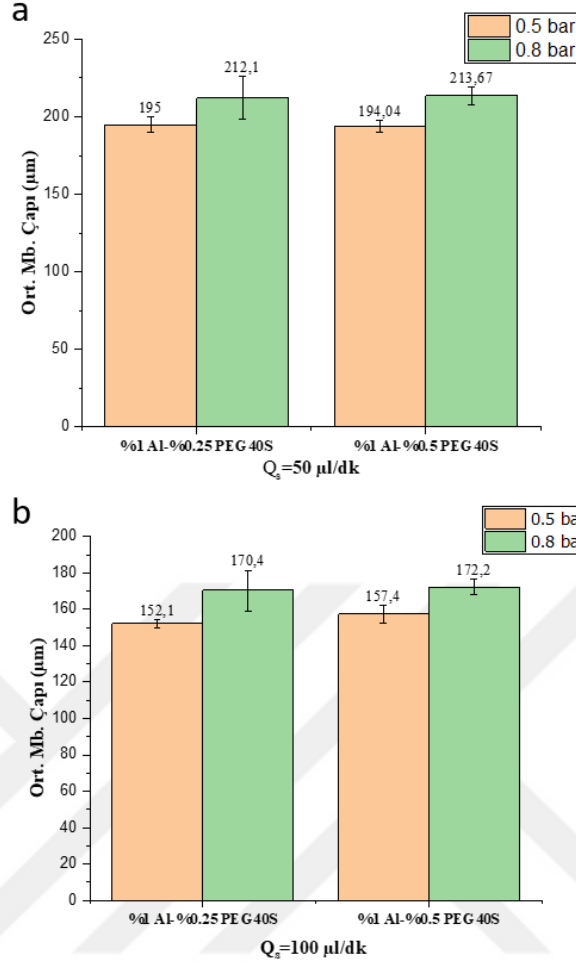 a
0.5 bar
0.8 bar
250
200
150
100
50
0
Ort. Mb. Çapı (µm)
195
212,1
194,04
213,67
%1 Al-%0.25 PEG40S
%1 Al-%0.5 PEG40S
Qs=50 µl/dk
b
0.5 ba
0.8 ba
200
180
160
140
120
100
80
60
40
20
0
Ort. Mb. Çapı (µm)
152,1
170,4
157,4
172,2
%1 Al-%0.25 PEG40S
%1 Al-%0.5 PEG40S
Qs=100 µl/dk